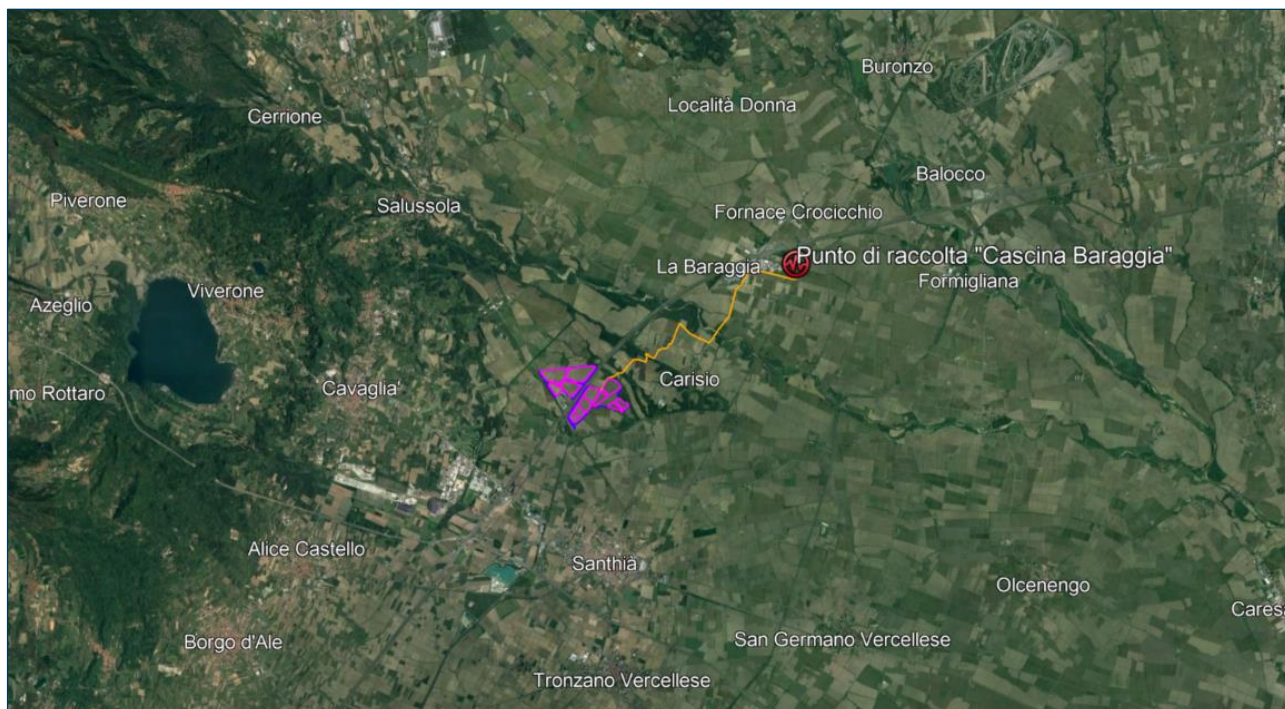 Buronzo
Località Donna
Cerrione
Balocco
Piverone
Salussola
Fornace Crocicchio
Punto di raccolta "Cascina Baraggia"
La Baraggia
Formigliana
Viverone
Azeglio
Carisio
Cavaglia'
mo Rottaro
Alice Castello
Santhià
Olcenengo
Caresa
Borgo d'Ale
San Germano Vercellese
Tronzano Vercellese